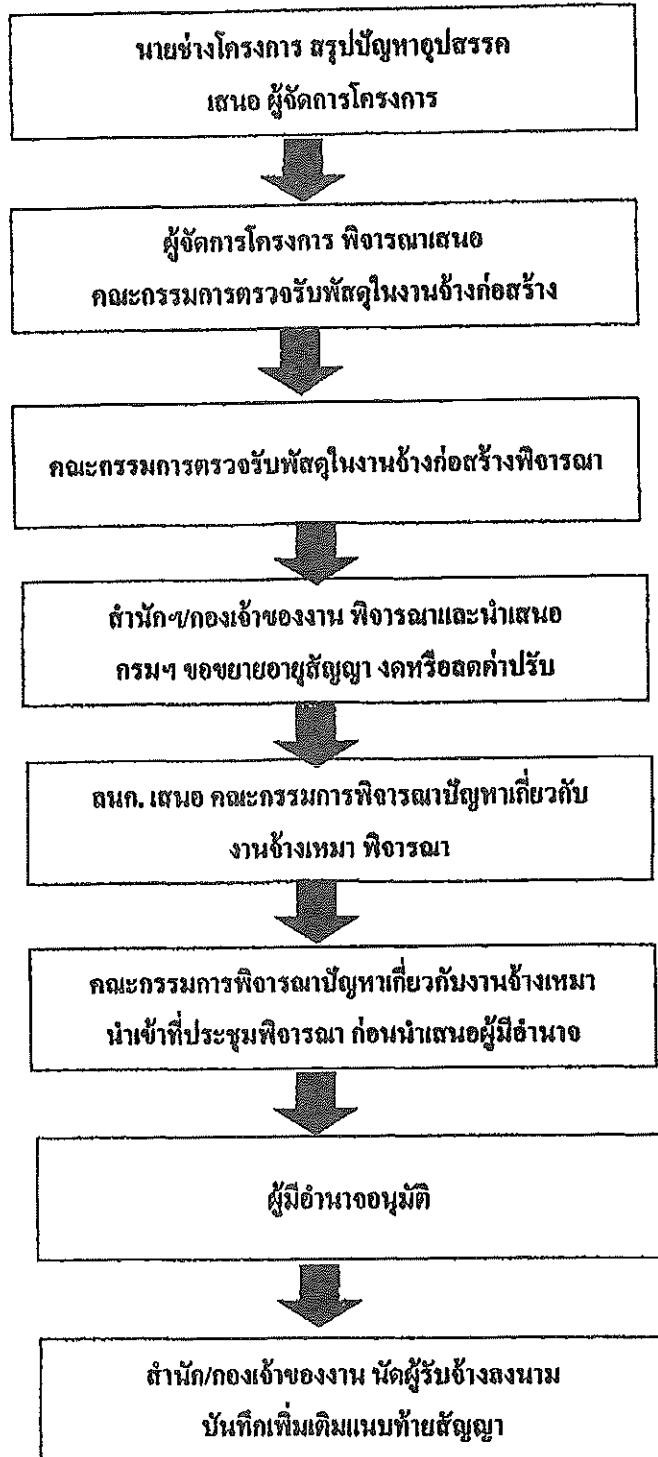 นายช่างโครงการ สรุปปัญหาอุปสรรค
เสนอ ผู้จัดการโครงการ
ผู้จัดการโครงการ พิจารณาเสนอ
คณะกรรมการตรวจรับพัสดุในงานจ้างก่อสร้าง
คณะกรรมการตรวจรับพัสดุในงานจ้างก่อสร้างพิจารณา
สำนักฯ/กองเจ้าของงาน พิจารณาและนำเสนอ
กรมฯ ขอขยายอายุสัญญา งดหรือลดค่าปรับ
ลนก. เสนอ คณะกรรมการพิจารณาปัญหาเกี่ยวกับ
งานจ้างเหมา พิจารณา
คณะกรรมการพิจารณาปัญหาเกี่ยวกับงานจ้างเหมา
นำเข้าที่ประชุมพิจารณา ก่อนนำเสนอผู้มีอำนาจ
ผู้มีอำนาจอนุมัติ
สำนัก/กองเจ้าของงาน นัดผู้รับจ้างลงนาม
บันทึกเพิ่มเติมแนบท้ายสัญญา